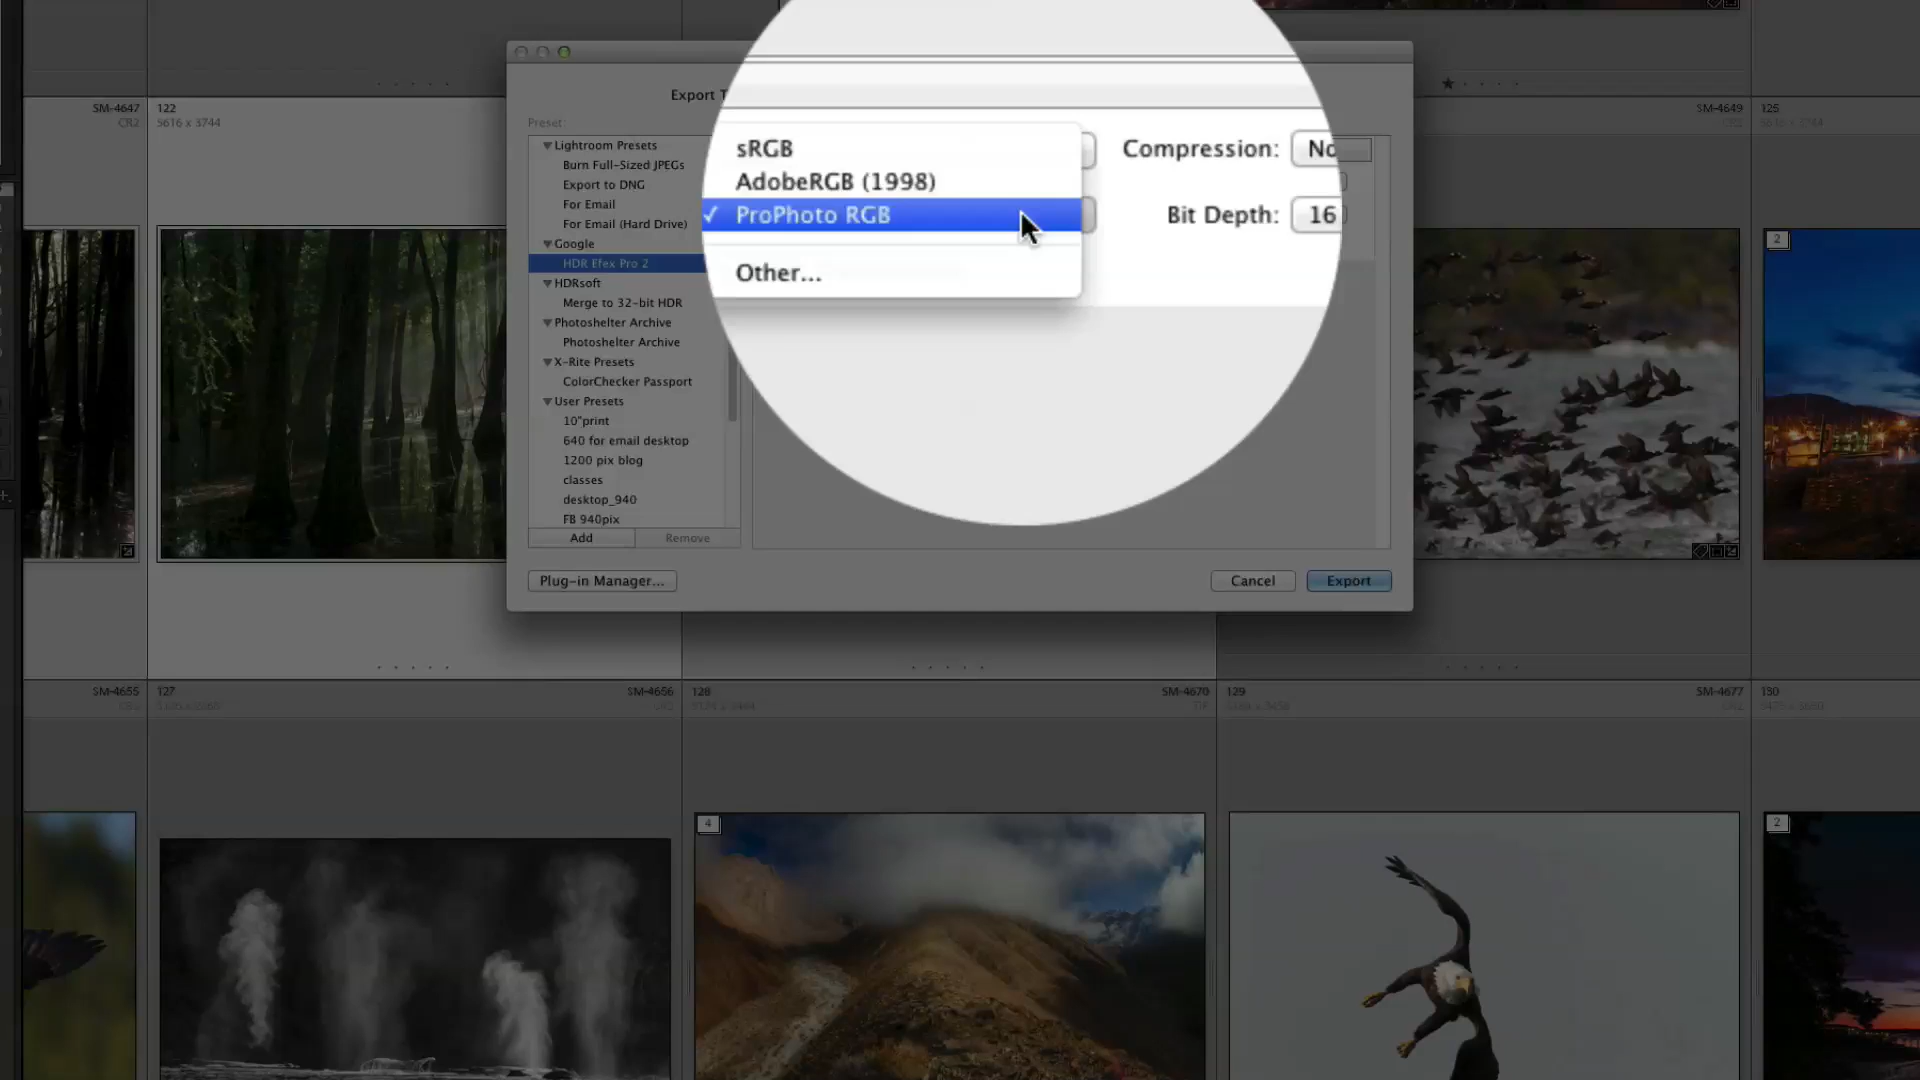 SM-4647
122
CR2
5616 x 3744
SM-4649
125
Export T
Preset:
Lightroom Presets
Burn Full-Sized JPEGs
Export to DNG
For Email
For Email (Hard Drive)
Google
HDR Efex Pro 2
HDRsoft
Merge to 32-bit HDR
Photoshelter Archive
Photoshelter Archive
X-Rite Presets
ColorChecker Passport
User Presets
10"print
640 for email desktop
1200 pix blog
classes
desktop_940
FB 940pix
Add
Remove
sRGB
AdobeRGB (1998)
✓ ProPhoto RGB
Other...
Compression: No
Bit Depth: 16
Plug-in Manager...
Cancel
Export
2
SM-4655
127
SM-4656
128
SM-4670
TIF
129
SM-4677
130
4
2